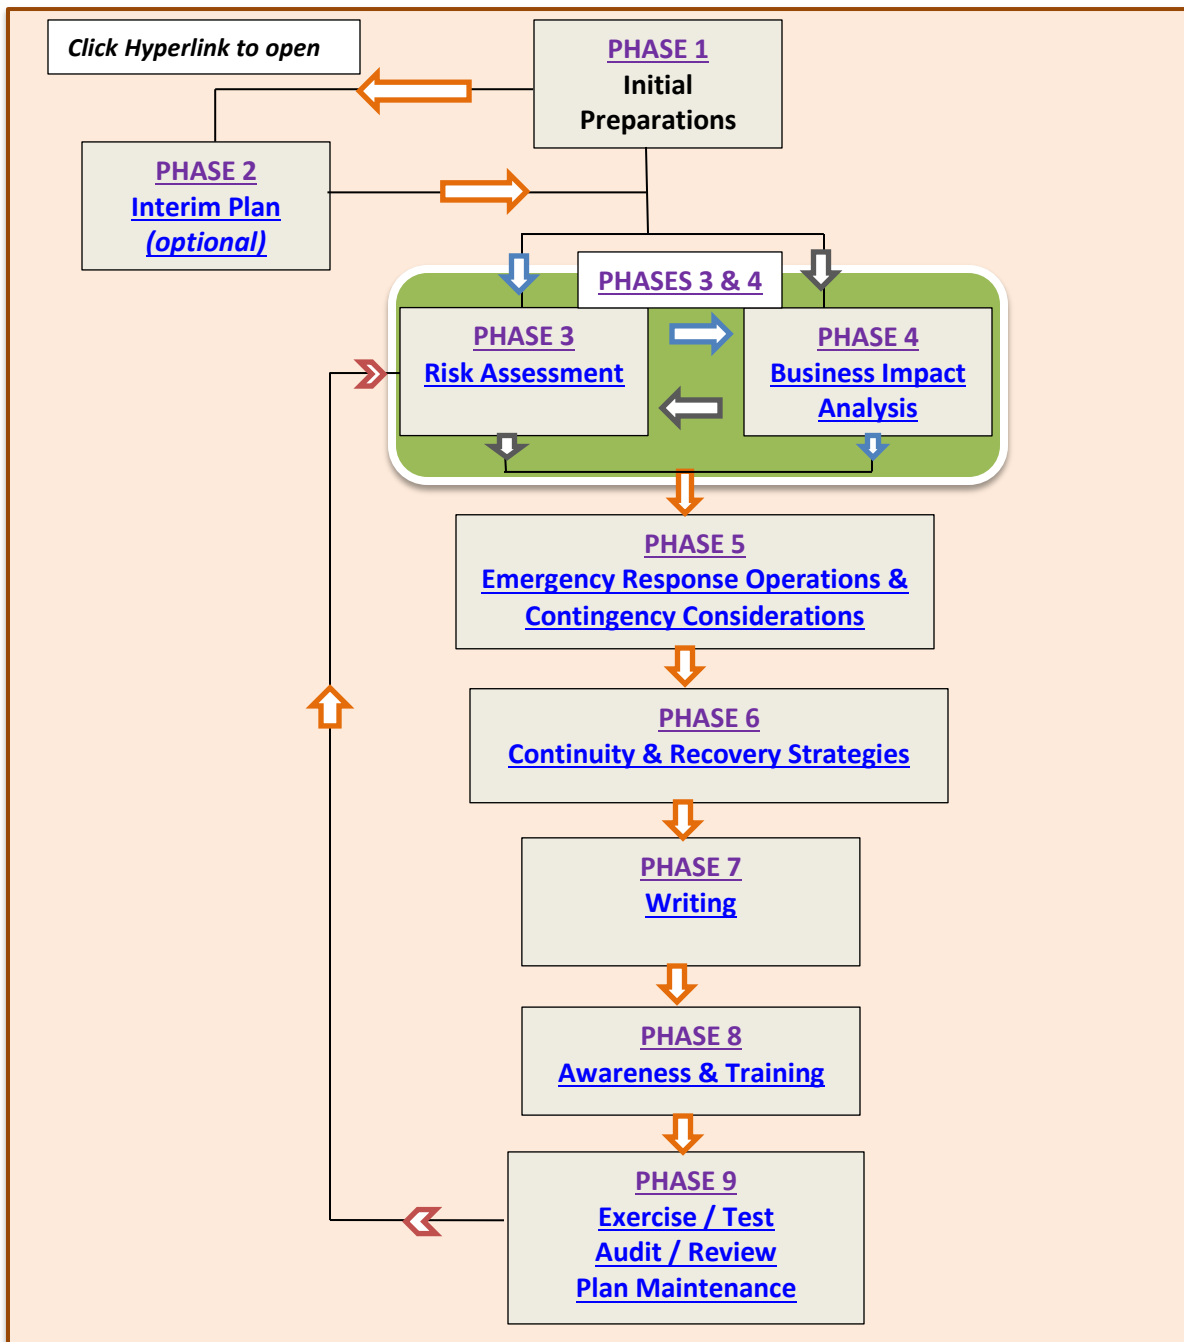 Click Hyperlink to open
PHASE 1
Initial
Preparations
PHASE 2
Interim Plan
(optional)
PHASES 3 & 4
PHASE 3
Risk Assessment
PHASE 4
Business Impact
Analysis
PHASE 5
Emergency Response Operations &
Contingency Considerations
PHASE 6
Continuity & Recovery Strategies
PHASE 7
Writing
PHASE 8
Awareness & Training
PHASE 9
Exercise / Test
Audit / Review
Plan Maintenance